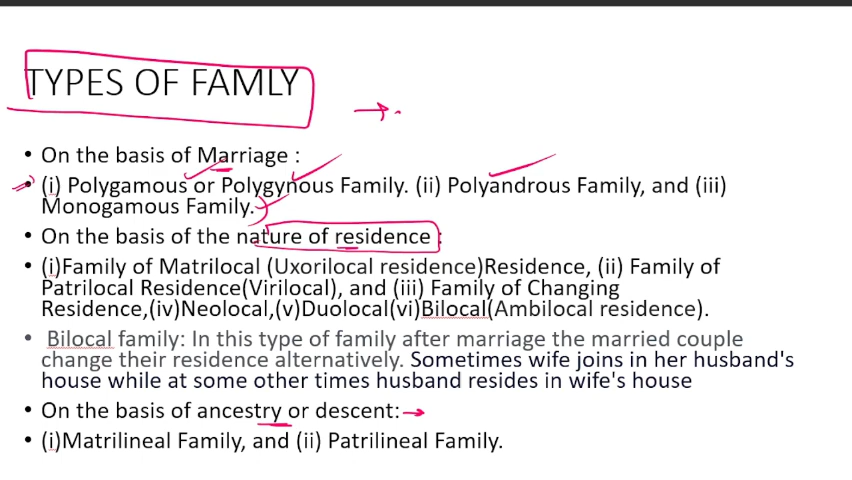 TYPES OF FAMLY
• On the basis of Marriage :
• (i) Polygamous or Polygynous Family. (ii) Polyandrous Family, and (iii)
Monogamous Family.
• On the basis of the nature of residence :
• (i)Family of Matrilocal (Uxorilocal residence)Residence, (ii) Family of
Patrilocal Residence(Virilocal), and (iii) Family of Changing
Residence,(iv)Neolocal,(v)Duolocal(vi)Bilocal(Ambilocal residence).
• Bilocal family: In this type of family after marriage the married couple
change their residence alternatively. Sometimes wife joins in her husband's
house while at some other times husband resides in wife's house
• On the basis of ancestry or descent:
• (i)Matrilineal Family, and (ii) Patrilineal Family.